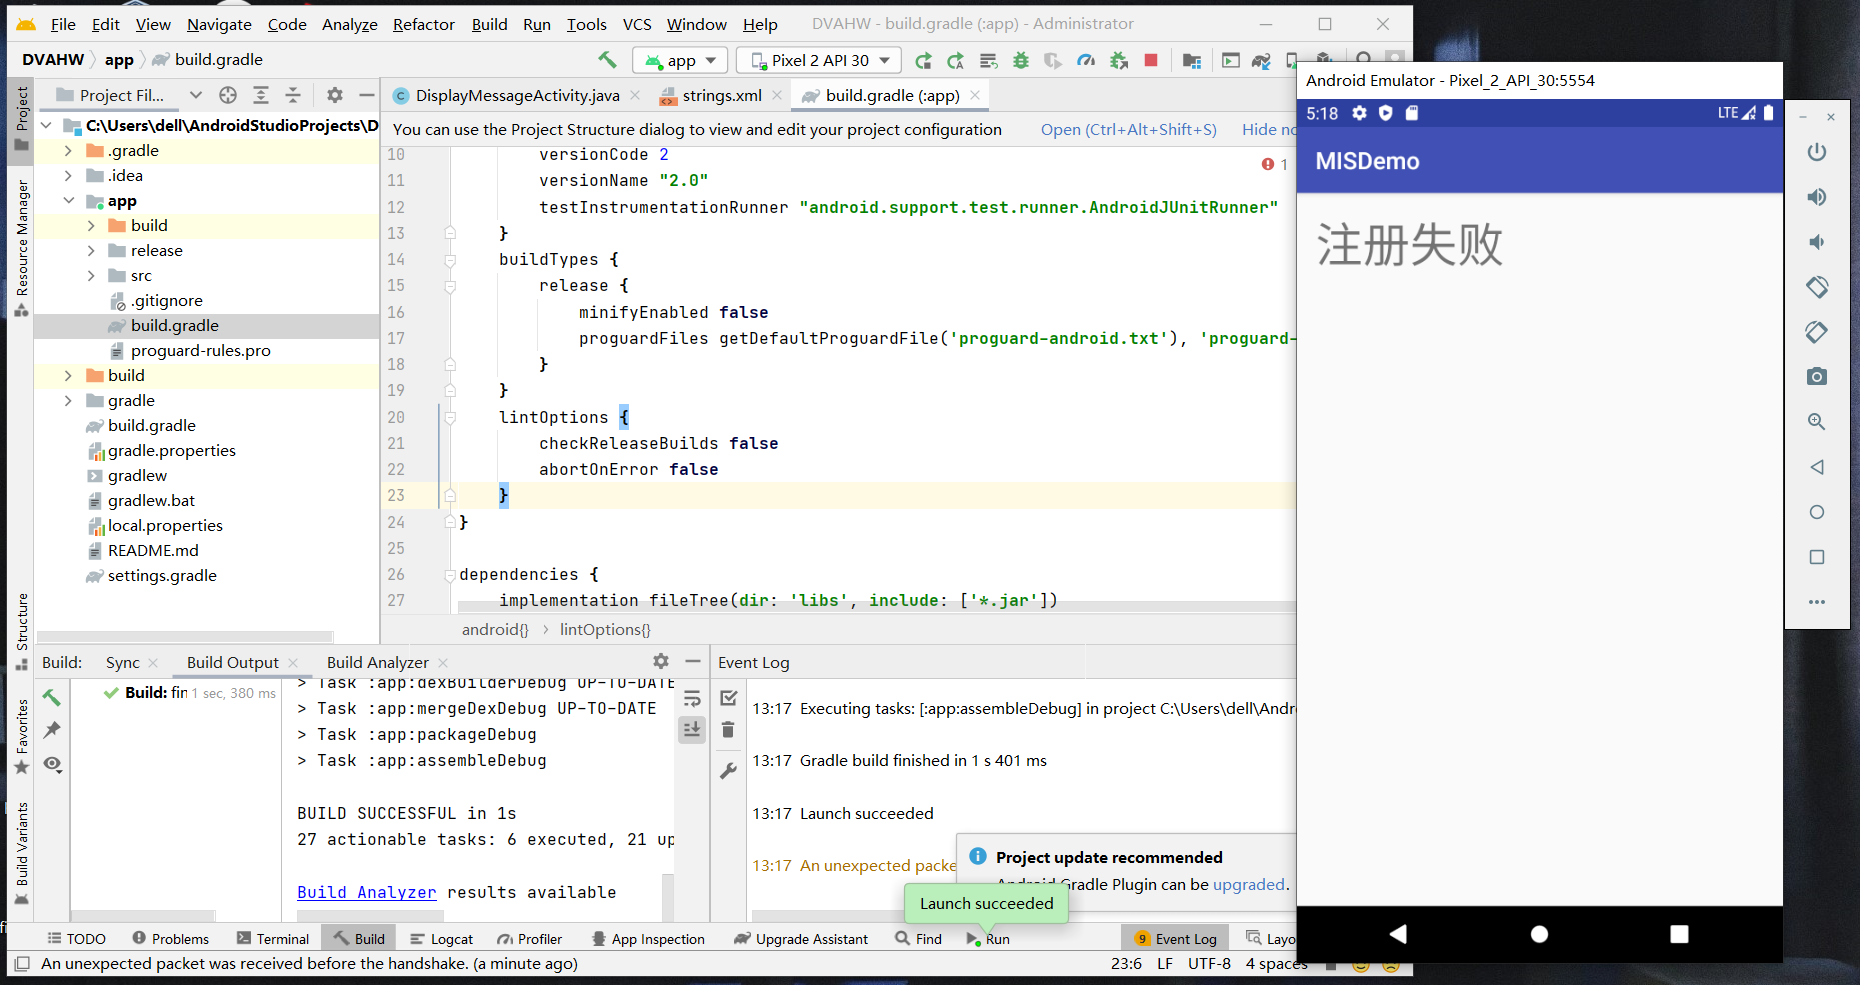 File Edit View Navigate Code Analyze Refactor Build Run Tools VCS Window Help DVAHW - build.gradle (:app) - Administrator
DVAHW app build.gradle
app Pixel 2 API 30
Project Fil...
DisplayMessageActivity.java strings.xml build.gradle (:app)
You can use the Project Structure dialog to view and edit your project configuration Open (Ctrl+Alt+Shift+S) Hide no
Project
Resource Manager
Structure
Favorites
Build Variants
C:\Users\dell\AndroidStudioProjects\D
.gradle
.idea
app
build
release
src
.gitignore
build.gradle
proguard-rules.pro
build
gradle
build.gradle
gradle.properties
gradlew
gradlew.bat
local.properties
README.md
settings.gradle
1
10 versionCode 2
11 versionName "2.0"
12 testInstrumentationRunner "android.support.test.runner.AndroidJUnitRunner"
13 }
14 buildTypes {
15 release {
16 minifyEnabled false
17 proguardFiles getDefaultProguardFile('proguard-android.txt'), 'proguard-
18 }
19 }
20 lintOptions {
21 checkReleaseBuilds false
22 abortOnError false
23 }
24 }
25
26 dependencies {
27 implementation fileTree(dir: 'libs', include: ['*.jar'])
android{} lintOptions{}
Build: Sync Build Output Build Analyzer
Build: fin 1 sec, 380 ms
> Task :app:dexBuilderDebug UP-TO-DATE
> Task :app:mergeDexDebug UP-TO-DATE
> Task :app:packageDebug
> Task :app:assembleDebug
BUILD SUCCESSFUL in 1s
27 actionable tasks: 6 executed, 21 up
Build Analyzer results available
Event Log
13:17 Executing tasks: [:app:assembleDebug] in project C:\Users\dell\Andr
13:17 Gradle build finished in 1 s 401 ms
13:17 Launch succeeded
13:17 An unexpected packe
Project update recommended
Android Gradle Plugin can be upgraded.
Launch succeeded
TODO Problems Terminal Build Logcat Profiler App Inspection Upgrade Assistant Find Run 9 Event Log Layo
An unexpected packet was received before the handshake. (a minute ago) 23:6 LF UTF-8 4 spaces
Android Emulator - Pixel_2_API_30:5554
5:18 LTE
MISDemo
注册失败